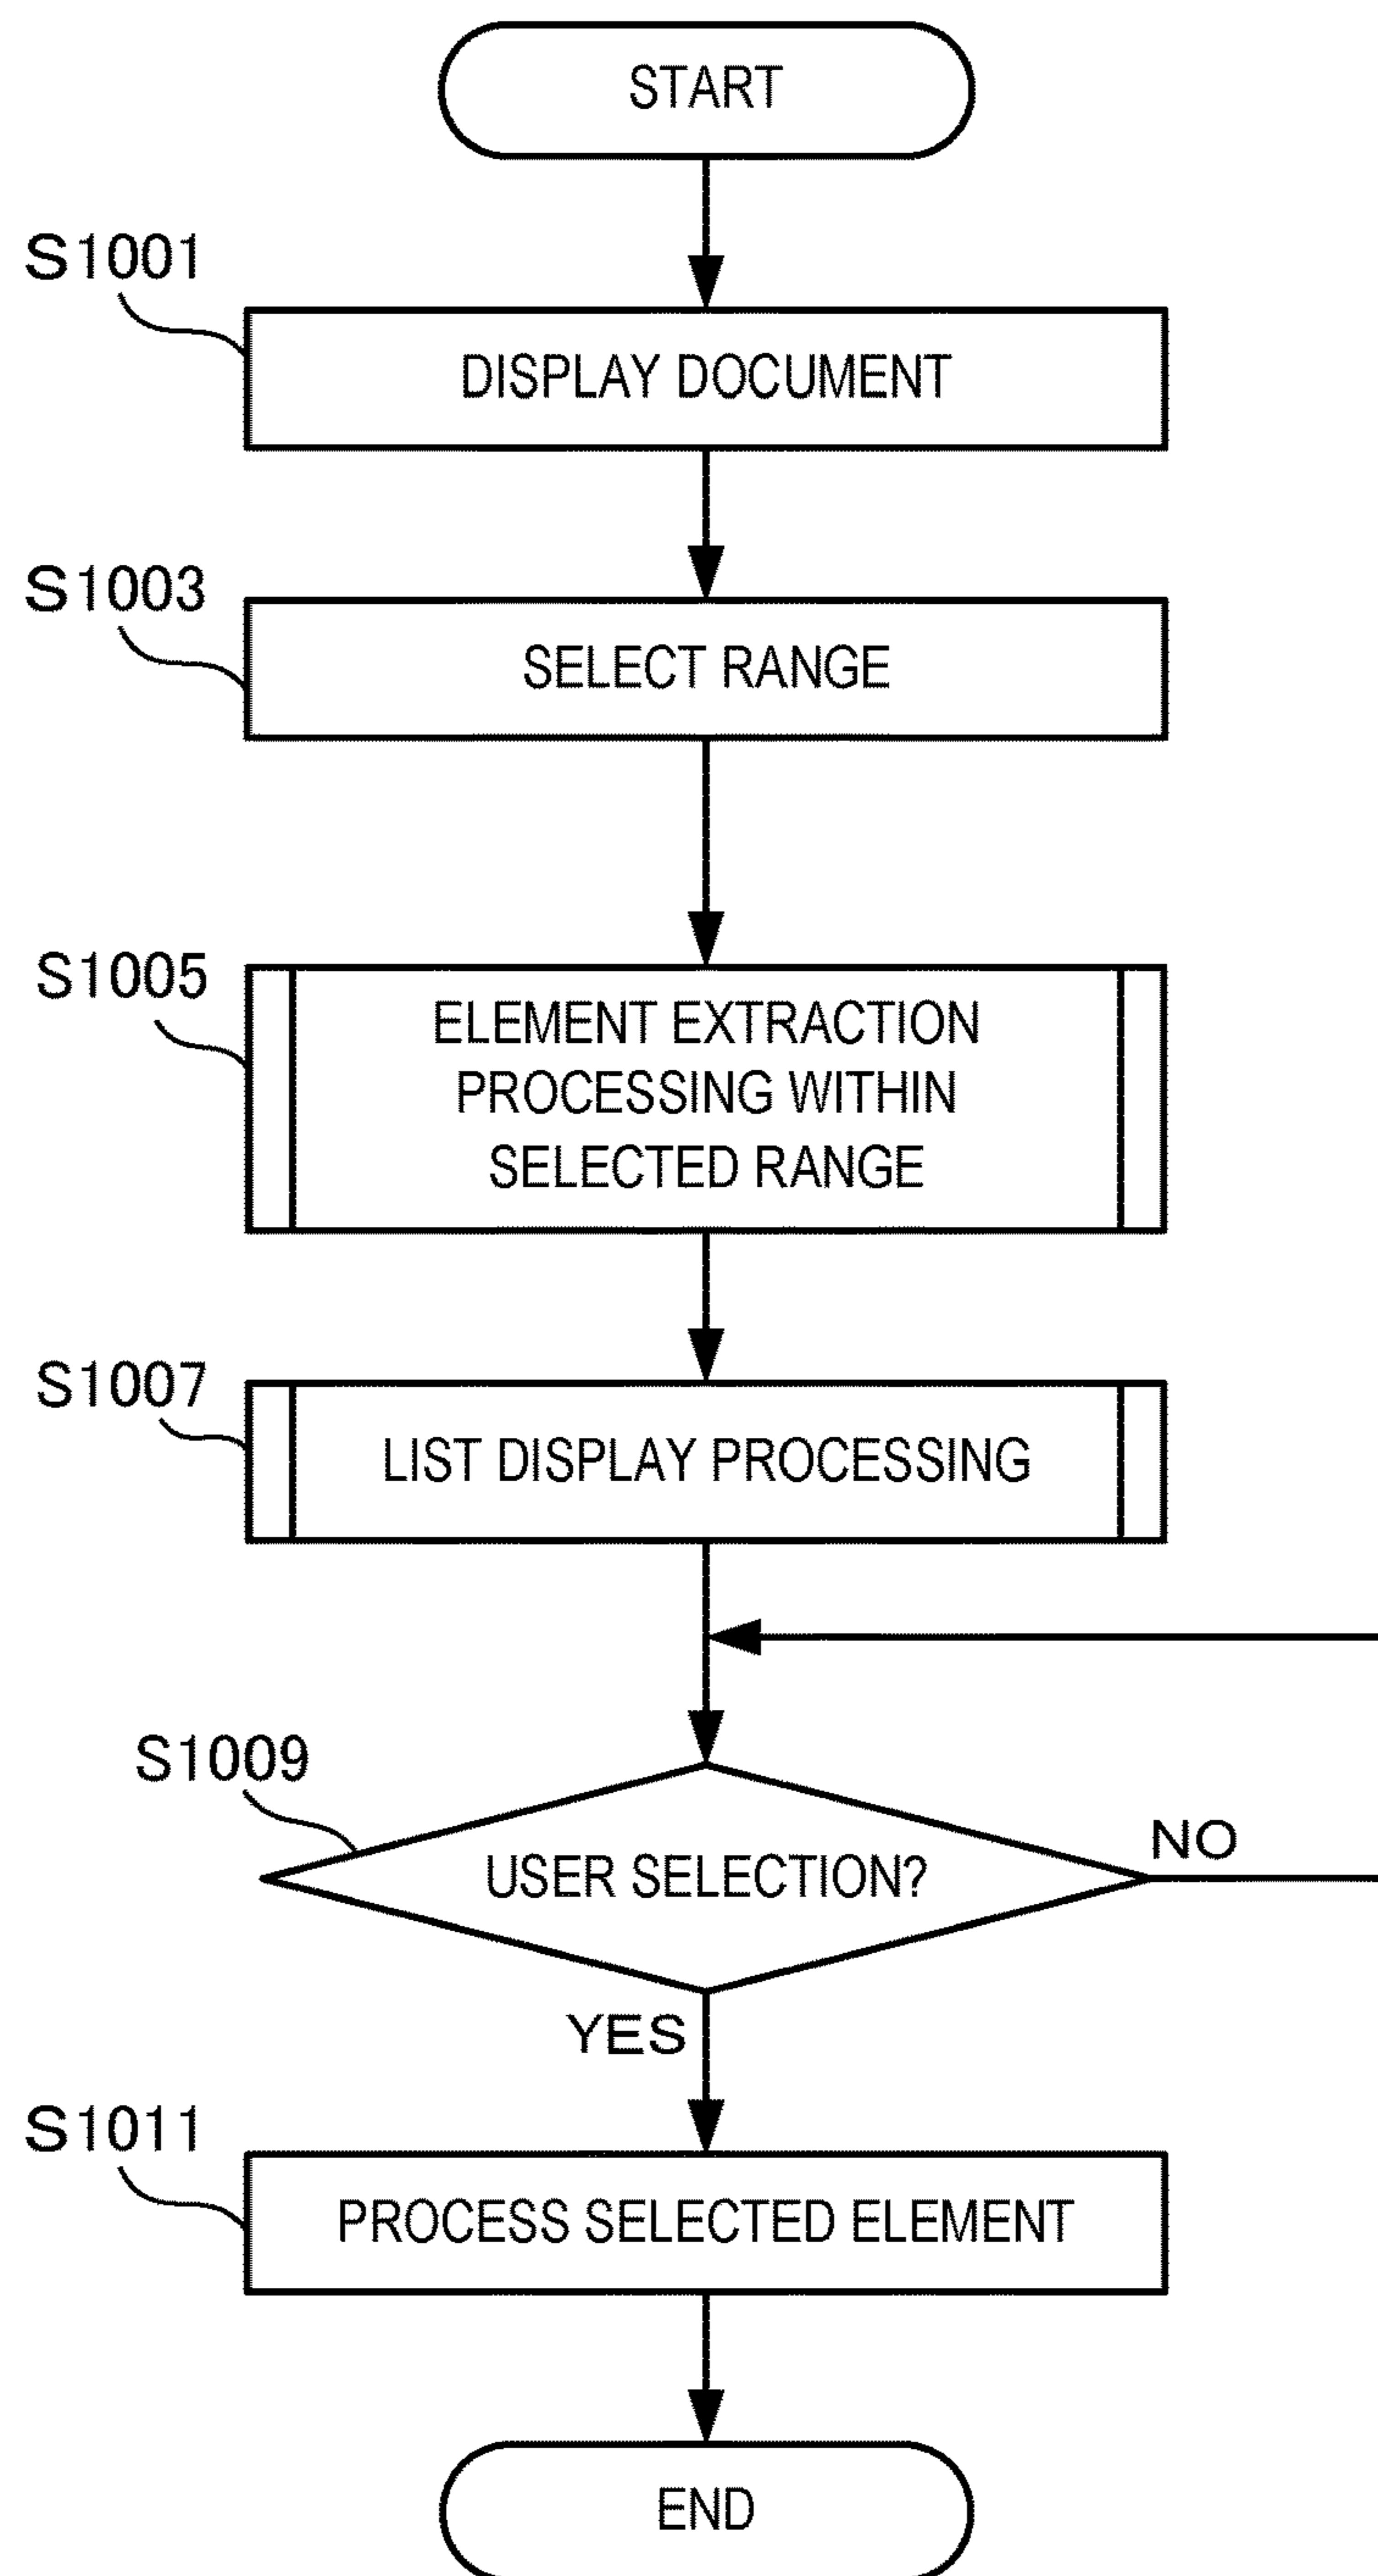 START
S1001
DISPLAY DOCUMENT
S1003
SELECT RANGE
S1005
ELEMENT EXTRACTION
PROCESSING WITHIN
SELECTED RANGE
S1007
LIST DISPLAY PROCESSING
S1009
USER SELECTION?
NO
YES
S1011
PROCESS SELECTED ELEMENT
END